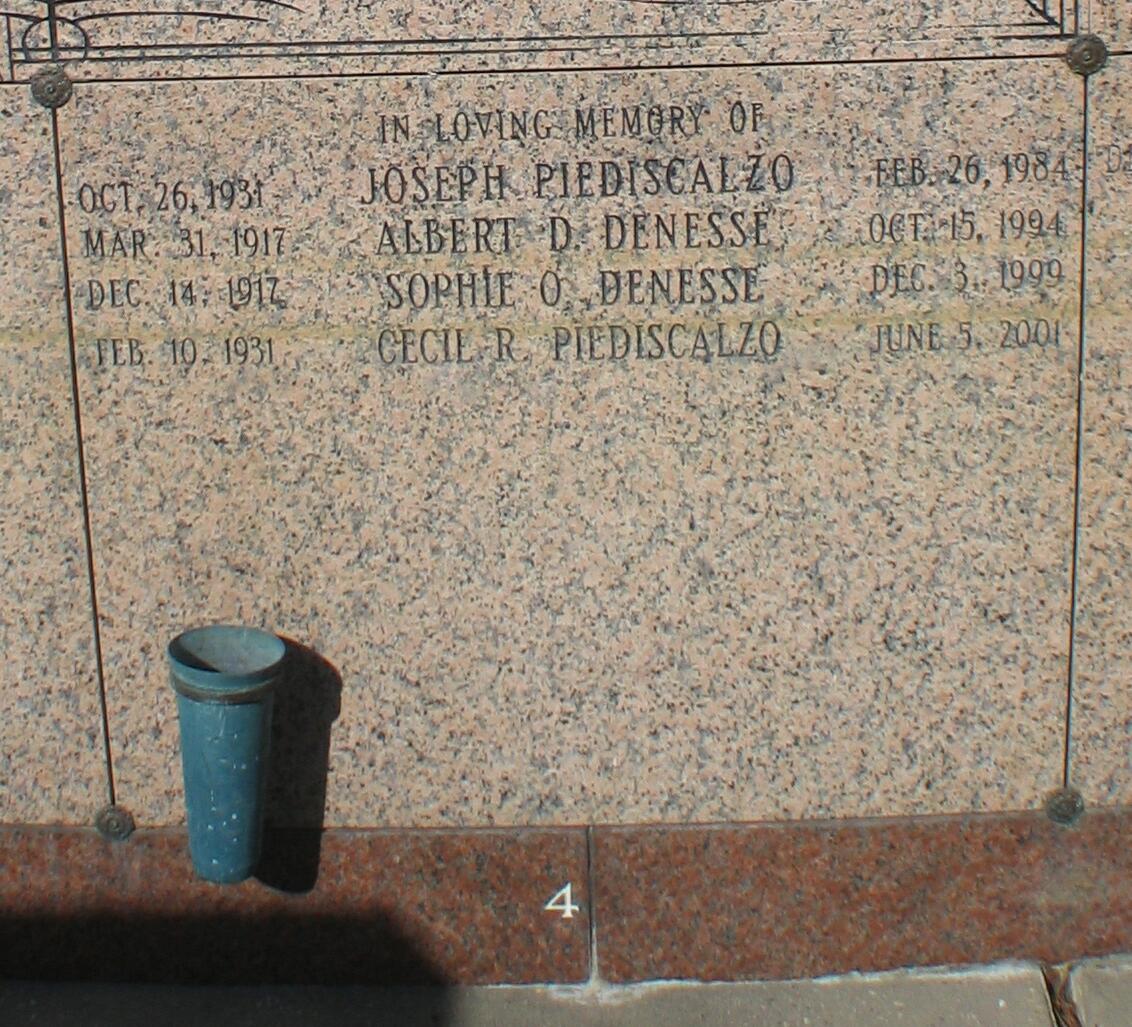 IN LOVING MEMORY OF
OCT. 26, 1931 JOSEPH PIEDISCALZO FEB. 26, 1984
MAR. 31, 1917 ALBERT D. DENESSE OCT. 15, 1994
DEC. 14, 1917 SOPHIE O. DENESSE DEC. 3, 1999
FEB. 10, 1931 CECIL R. PIEDISCALZO JUNE 5, 2001
4